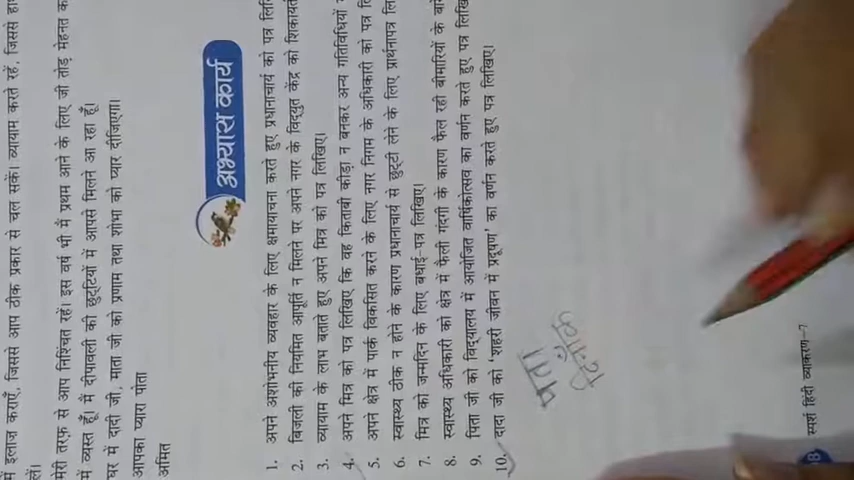 में इलाज कराएँ, जिससे आप ठीक प्रकार से चल सकें। व्यायाम करते रहें, जिससे
लें।
मेरी तरफ़ से आप निश्चिंत रहें। इस वर्ष भी मैं प्रथम आने के लिए जी तोड़ मेहनत
में व्यस्त हूँ। मैं दीपावली की छुट्टियों में आपसे मिलने आ रहा हूँ।
घर में दादी जी, माता जी को प्रणाम तथा शोभा को प्यार दीजिएगा।
आपका प्यारा पोता
अमित
अभ्यास कार्य
1. अपने अशोभनीय व्यवहार के लिए क्षमायाचना करते हुए प्रधानाचार्य को पत्र
2. बिजली की नियमित आपूर्ति न मिलने पर अपने नगर के विद्युत केंद्र को
3. व्यायाम के लाभ बताते हुए अपने मित्र को पत्र लिखिए।
4. अपने मित्र को पत्र लिखिए कि वह किताबी कीड़ा न बनकर अन्य गतिविधियों
5. अपने क्षेत्र में पार्क विकसित करने के लिए नगर निगम के अधिकारी को पत्र
6. स्वास्थ्य ठीक न होने के कारण प्रधानाचार्य से छुट्टी लेने के लिए प्रार्थनापत्र
7. मित्र को जन्मदिन के लिए बधाई-पत्र लिखिए।
8. स्वास्थ्य अधिकारी को क्षेत्र में फैली गंदगी के कारण फैल रही बीमारियों के
9. पिता जी को विद्यालय में आयोजित वार्षिकोत्सव का वर्णन करते हुए पत्र
10. दादा जी को 'शहरी जीवन में प्रदूषण' का वर्णन करते हुए पत्र लिखिए।
पता
दिनाँक
स्पर्श हिंदी व्याकरण–7